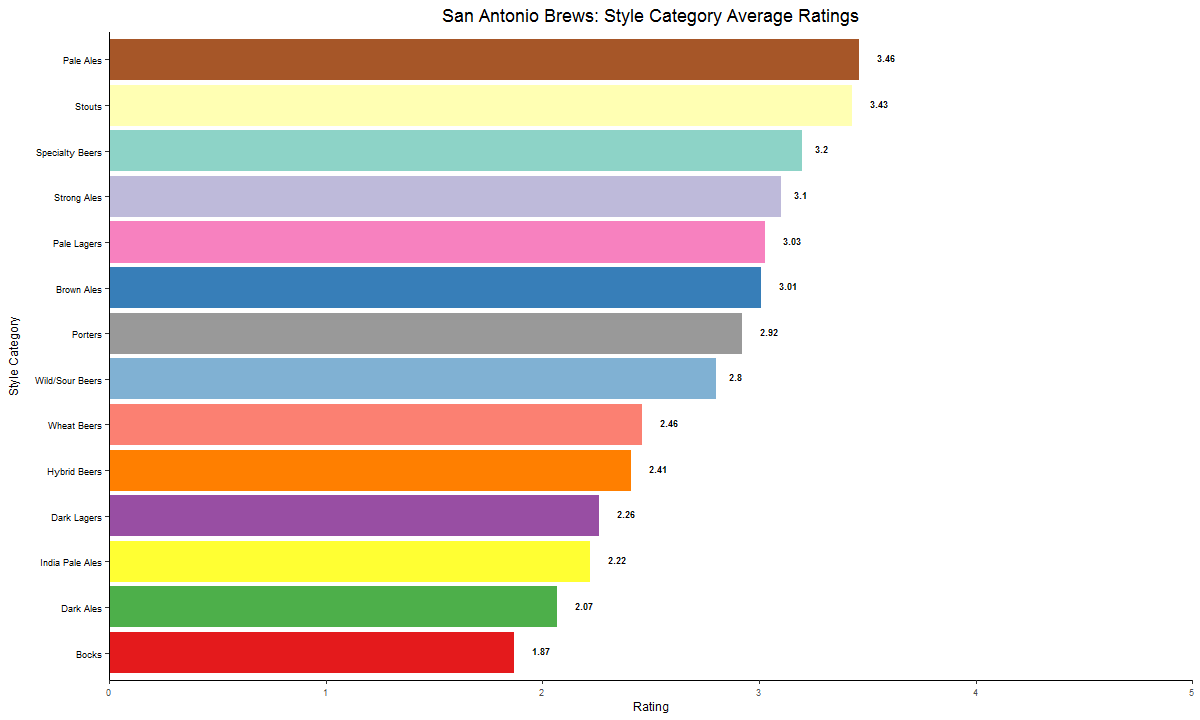 San Antonio Brews: Style Category Average Ratings
Style Category
Pale Ales 3.46
Stouts 3.43
Specialty Beers 3.2
Strong Ales 3.1
Pale Lagers 3.03
Brown Ales 3.01
Porters 2.92
Wild/Sour Beers 2.8
Wheat Beers 2.46
Hybrid Beers 2.41
Dark Lagers 2.26
India Pale Ales 2.22
Dark Ales 2.07
Bocks 1.87
0 1 2 3 4 5
Rating